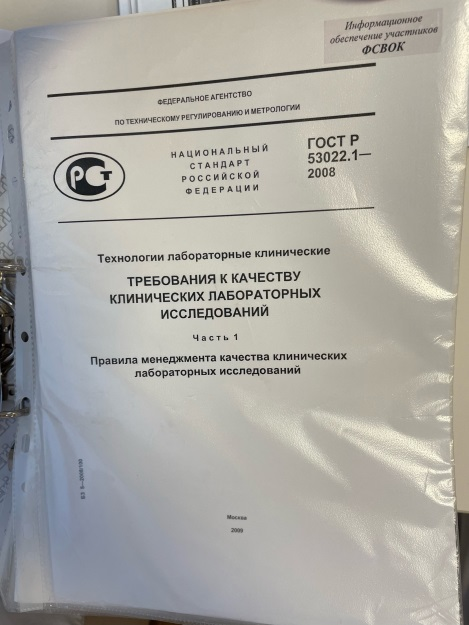 Информационное
обеспечение участников
ФСВОК
ФЕДЕРАЛЬНОЕ АГЕНТСТВО
ПО ТЕХНИЧЕСКОМУ РЕГУЛИРОВАНИЮ И МЕТРОЛОГИИ
РСТ
НАЦИОНАЛЬНЫЙ
СТАНДАРТ
РОССИЙСКОЙ
ФЕДЕРАЦИИ
ГОСТ Р
53022.1—
2008
Технологии лабораторные клинические
ТРЕБОВАНИЯ К КАЧЕСТВУ
КЛИНИЧЕСКИХ ЛАБОРАТОРНЫХ
ИССЛЕДОВАНИЙ
Часть 1
Правила менеджмента качества клинических
лабораторных исследований
Москва
2009